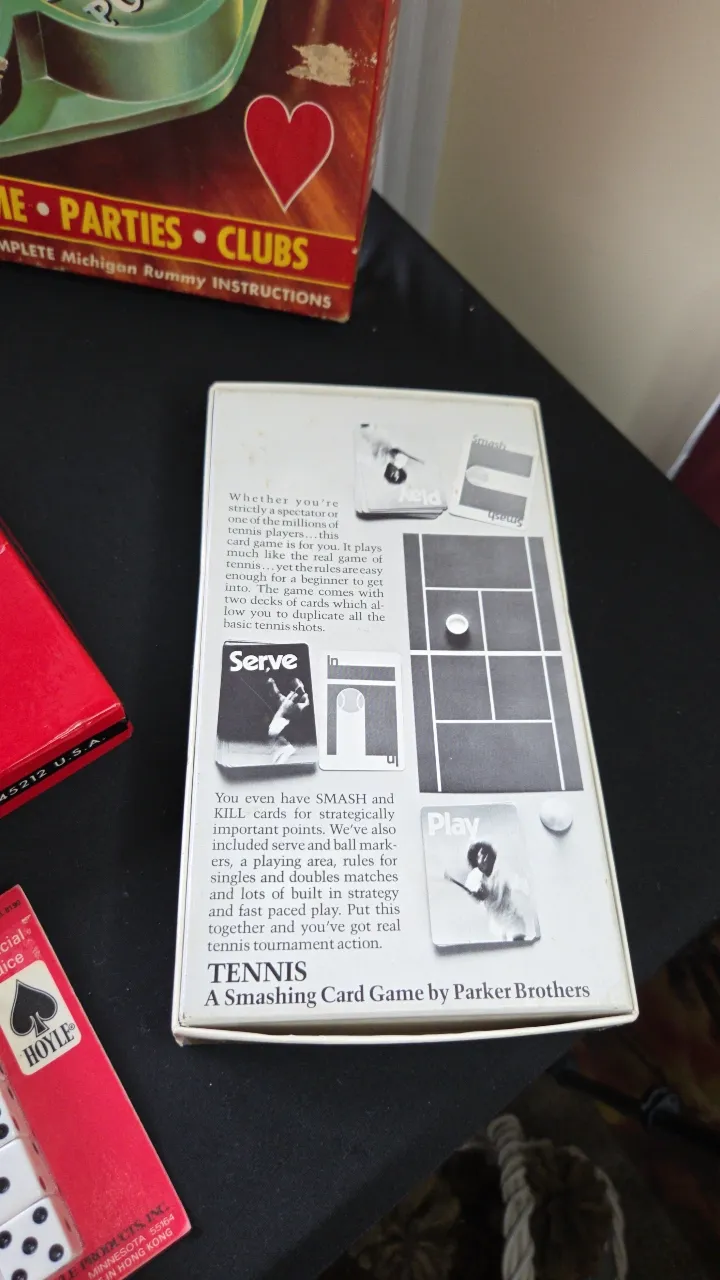 PARTIES • CLUBS
Michigan Rummy INSTRUCTIONS
Play
Smash
Smash
Whether you're
strictly a spectator or
one of the millions of
tennis players...this
card game is for you. It plays
much like the real game of
tennis...yet the rules are easy
enough for a beginner to get
into. The game comes with
two decks of cards which al-
low you to duplicate all the
basic tennis shots.
Serve
In
In
You even have SMASH and
KILL cards for strategically
important points. We've also
included serve and ball mark-
ers, a playing area, rules for
singles and doubles matches
and lots of built in strategy
and fast paced play. Put this
together and you've got real
tennis tournament action.
Play
TENNIS
A Smashing Card Game by Parker Brothers
45212 U.S.A.
HOYLE®
PRODUCTS, INC.
MINNESOTA 55164
IN HONG KONG